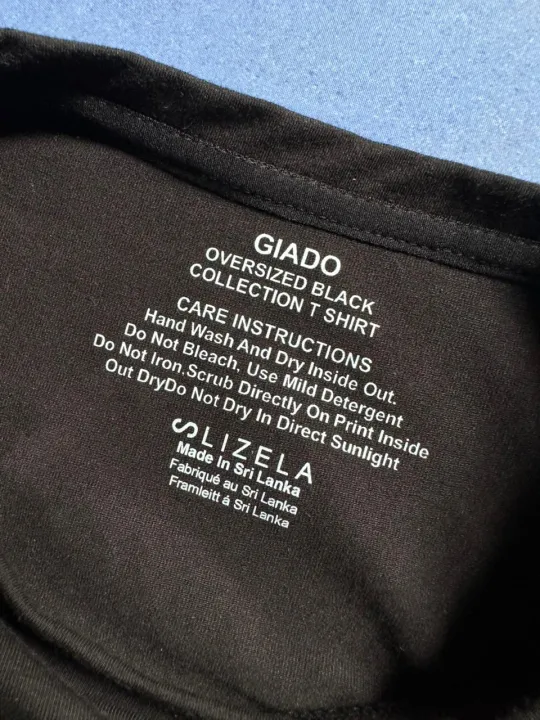 GIADO
OVERSIZED BLACK
COLLECTION T SHIRT
CARE INSTRUCTIONS
Hand Wash And Dry Inside Out.
Do Not Bleach, Use Mild Detergent
Do Not Iron.Scrub Directly On Print Inside
Out DryDo Not Dry In Direct Sunlight
SLIZELA
Made In Sri Lanka
Fabriqué au Sri Lanka
Framleitt á Sri Lanka